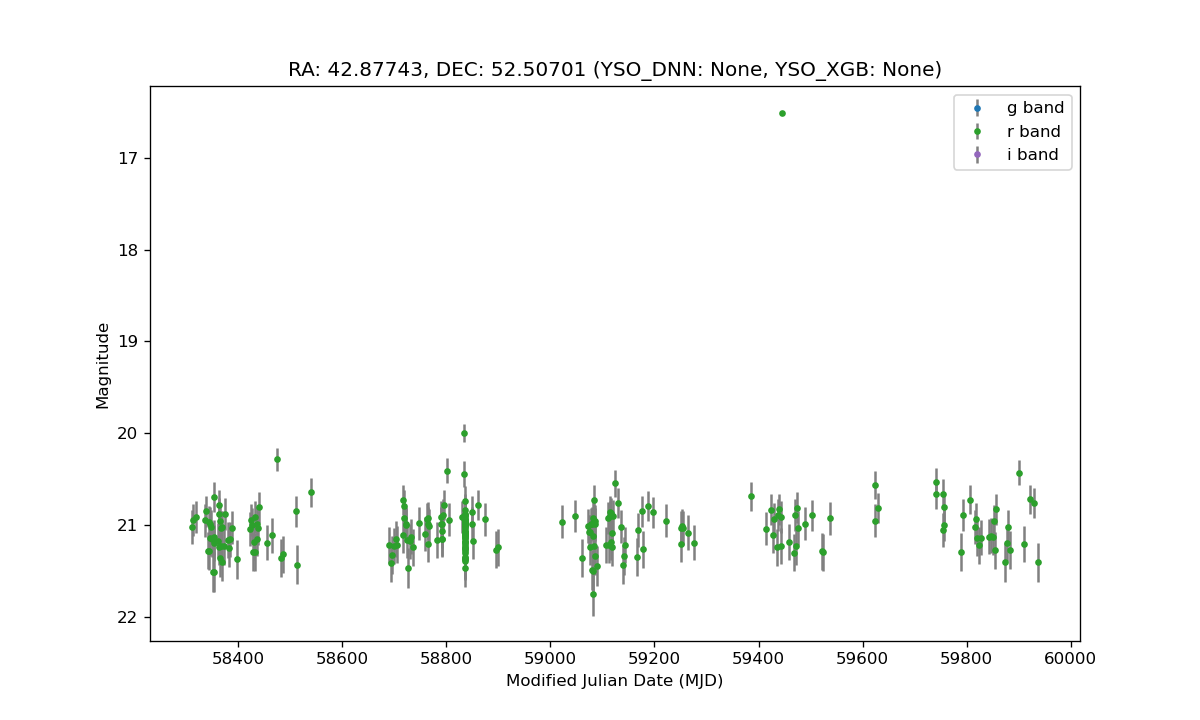 RA: 42.87743, DEC: 52.50701 (YSO_DNN: None, YSO_XGB: None)
g band
r band
i band
17
18
19
20
21
22
Magnitude
58400 58600 58800 59000 59200 59400 59600 59800 60000
Modified Julian Date (MJD)